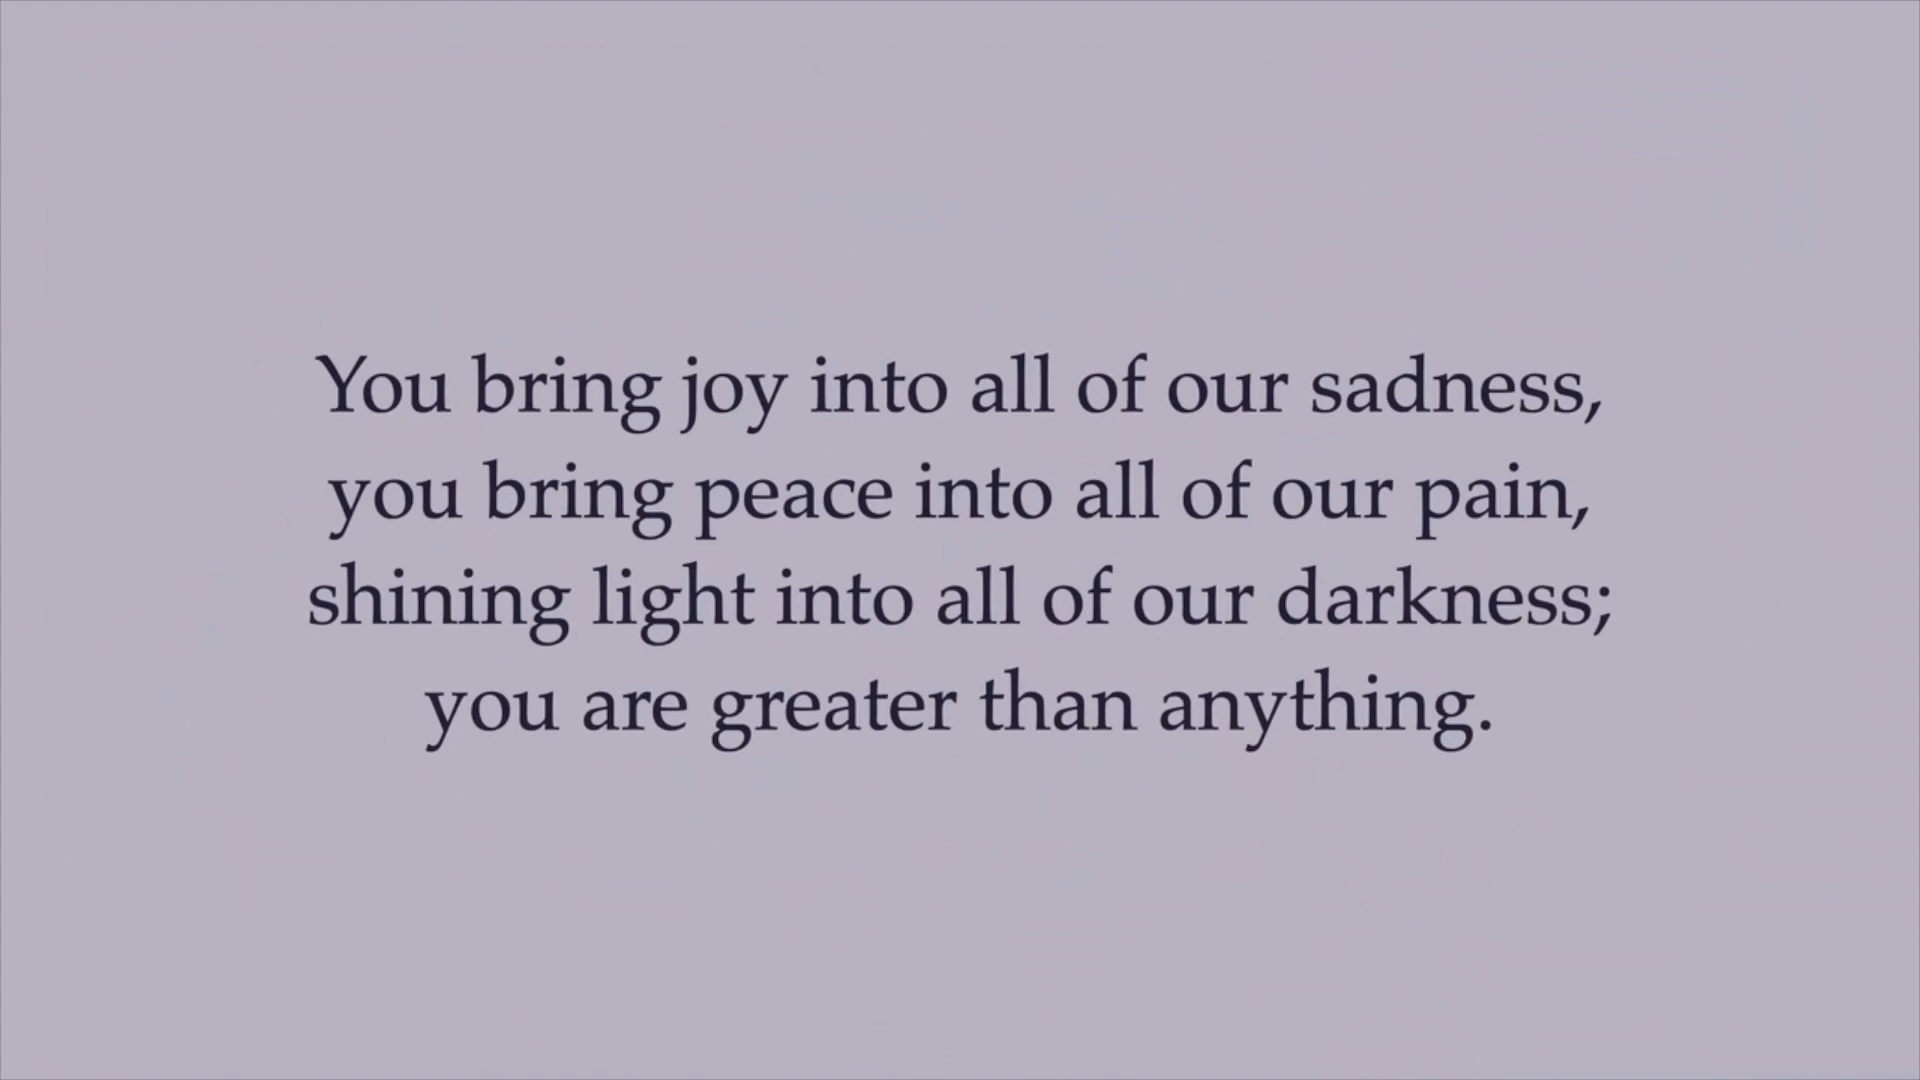 You bring joy into all of our sadness,
you bring peace into all of our pain,
shining light into all of our darkness;
you are greater than anything.